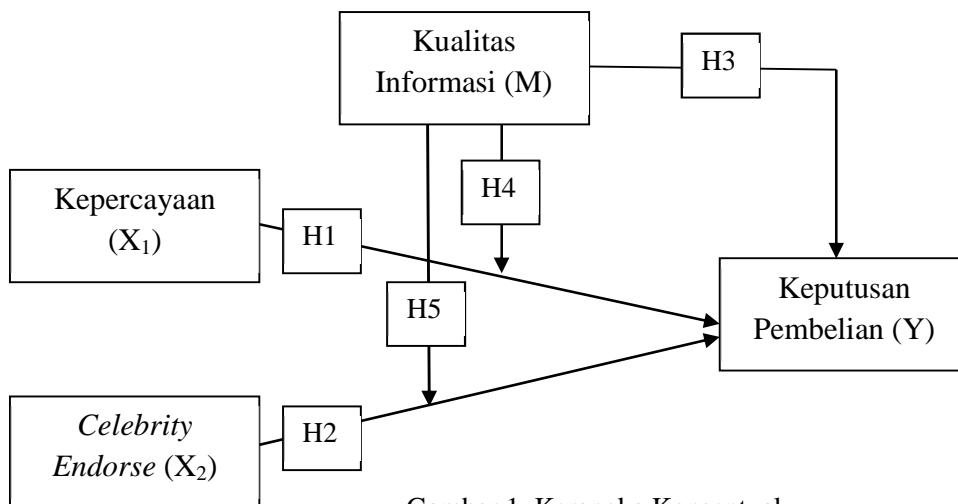 Kualitas
Informasi (M)
H3
H4
Kepercayaan
(X₁)
H1
H5
Keputusan
Pembelian (Y)
Celebrity
Endorse (X₂)
H2